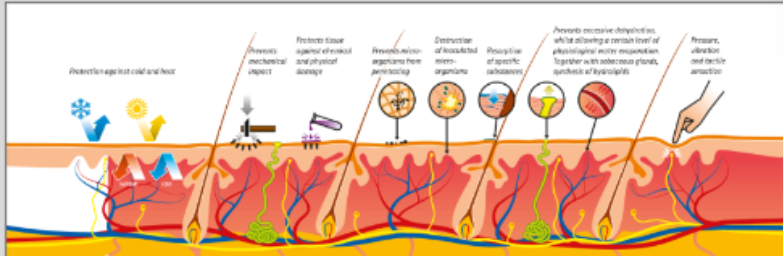 Protection against cold and heat
Prevents
mechanical
impact
Protects tissue
against chemical
and physical
damage
Prevents micro-
organisms from
penetrating
Destruction
of inoculated
micro-
organisms
Resorption
of specific
substances
Prevents excessive dehydration,
whilst allowing a certain level of
physiological water evaporation.
Together with sebaceous glands,
synthesis of hydrolipids
Pressure,
vibration
and tactile
sensation